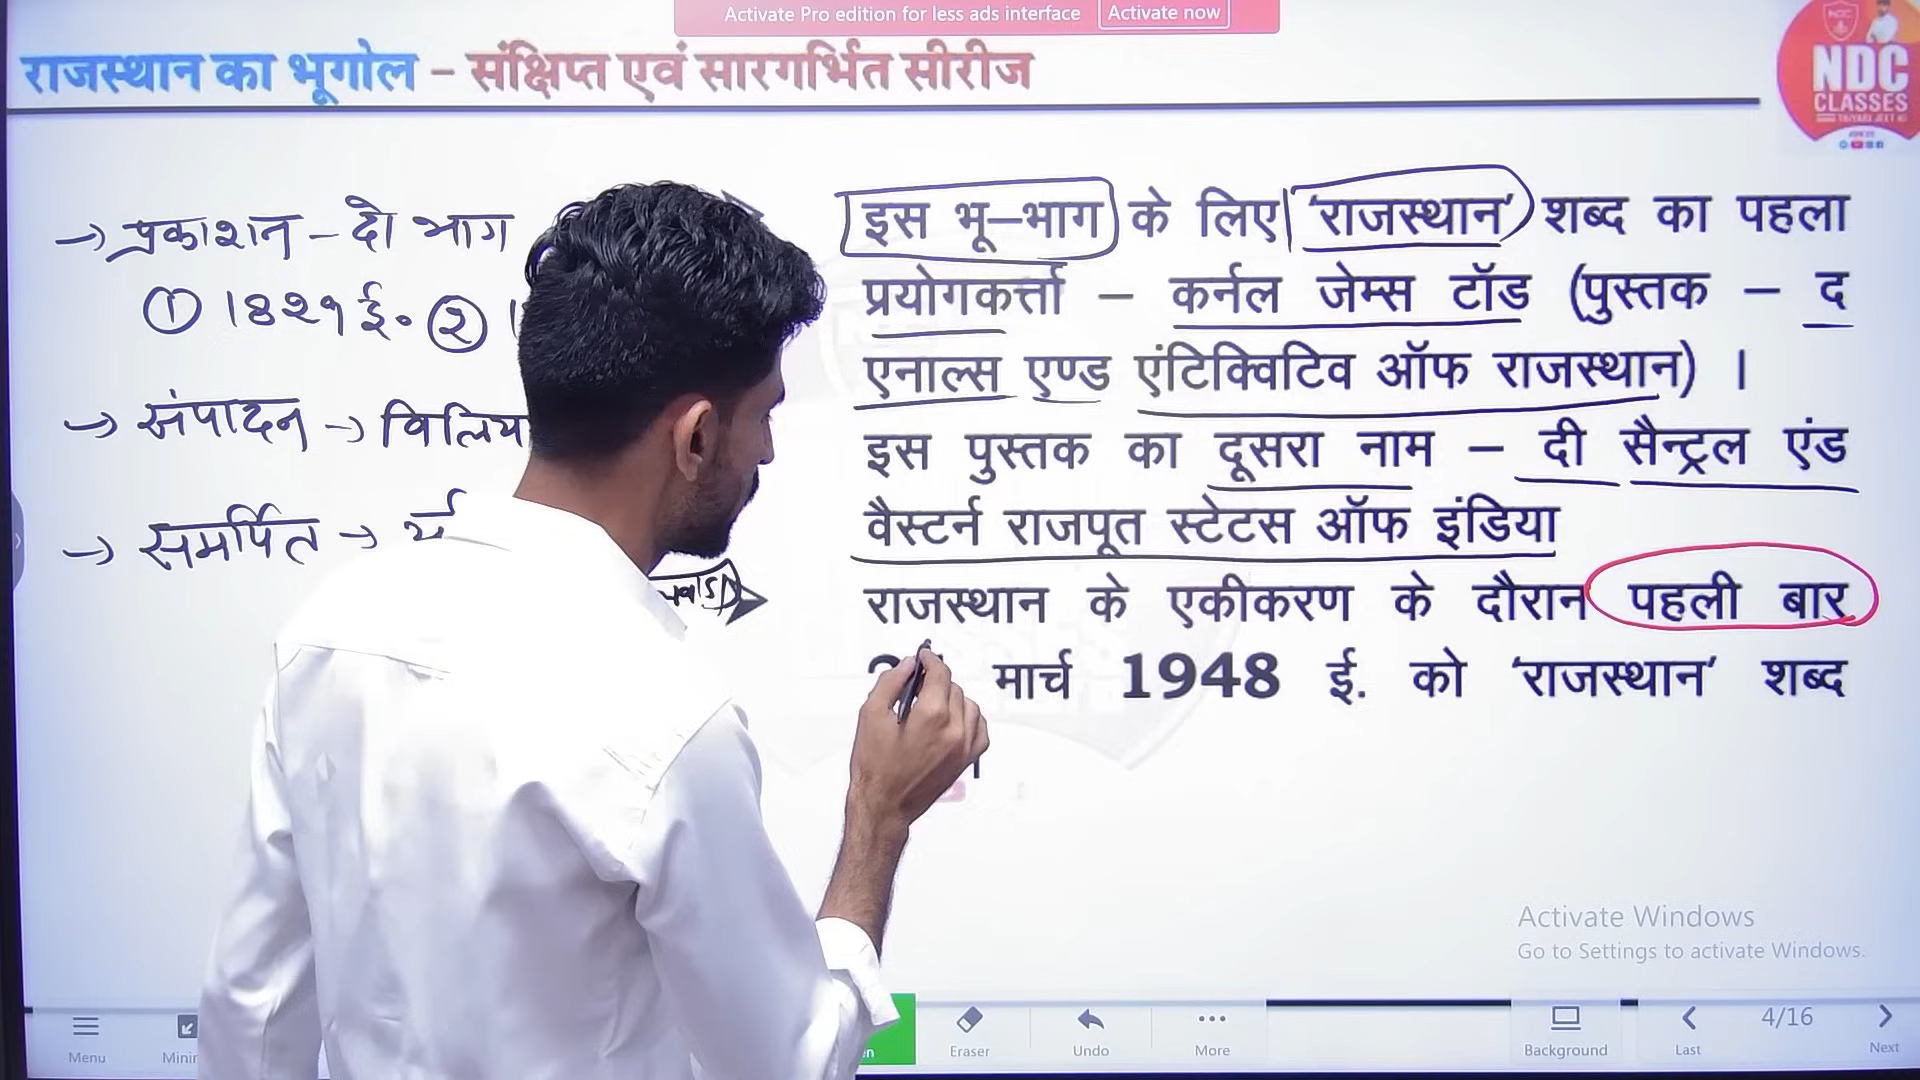 Activate Pro edition for less ads interface Activate now
राजस्थान का भूगोल – संक्षिप्त एवं सारगर्भित सीरीज
NDC
CLASSES
→ प्रकाशन – दो भाग
① 1829 ई. ②
→ संपादन → विलिय
→ समर्पित →
इस भू–भाग के लिए 'राजस्थान' शब्द का पहला
प्रयोगकर्त्ता – कर्नल जेम्स टॉड (पुस्तक – द
एनाल्स एण्ड एंटिक्विटिव ऑफ राजस्थान) ।
इस पुस्तक का दूसरा नाम – दी सैन्ट्रल एंड
वैस्टर्न राजपूत स्टेटस ऑफ इंडिया
राजस्थान के एकीकरण के दौरान पहली बार
मार्च 1948 ई. को 'राजस्थान' शब्द
Activate Windows
Go to Settings to activate Windows.
Menu
Eraser
Undo
More
Background
Last
4/16
Next